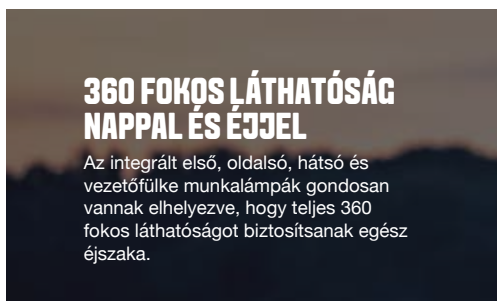 360 FOKOS LÁTHATÓSÁG
NAPPAL ÉS ÉJJEL
Az integrált első, oldalsó, hátsó és
vezetőfülke munkalámpák gondosan
vannak elhelyezve, hogy teljes 360
fokos láthatóságot biztosítsanak egész
éjszaka.